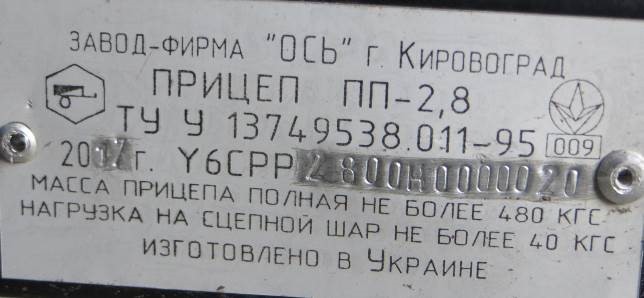 ЗАВОД-ФИРМА "ОСЬ" г. КИРОВОГРАД
ПРИЦЕП ПП-2,8
ТУ У 13749538.011-95
009
г. Y6CPP
МАССА ПРИЦЕПА ПОЛНАЯ НЕ БОЛЕЕ 480 КГС
НАГРУЗКА НА СЦЕПНОЙ ШАР НЕ БОЛЕЕ 40 КГС
ИЗГОТОВЛЕНО В УКРАИНЕ